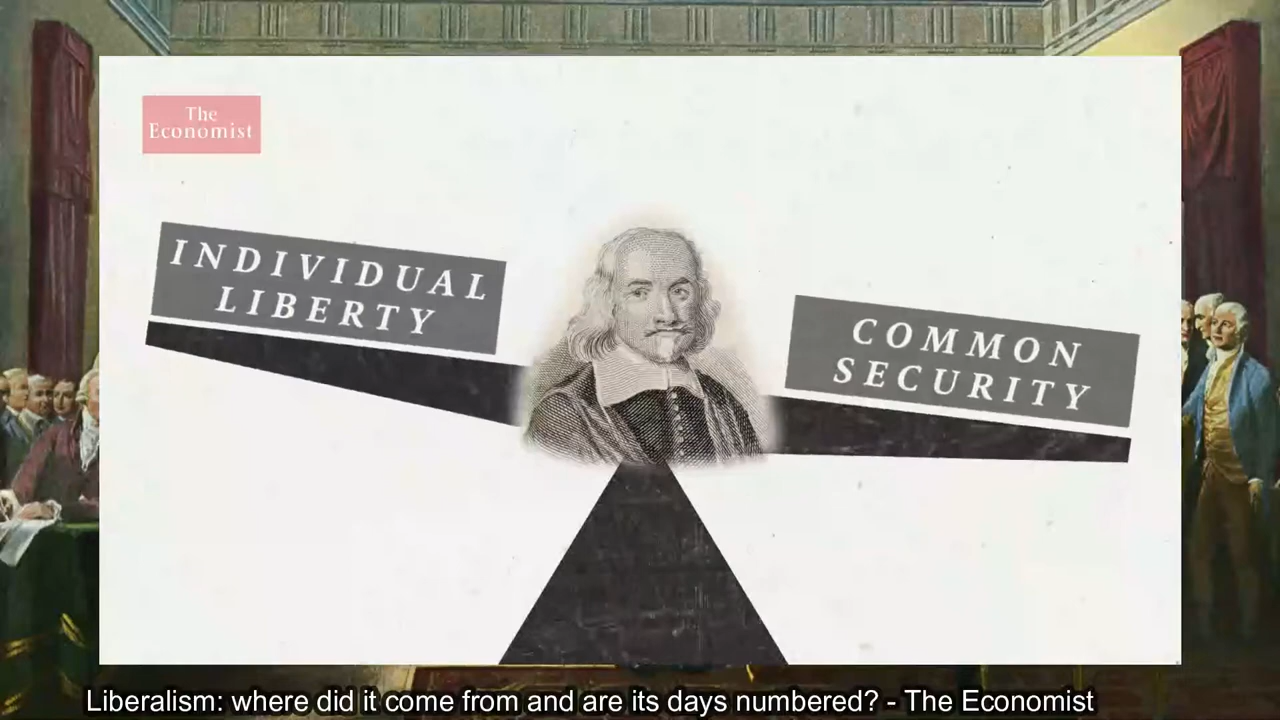 The
Economist
INDIVIDUAL
LIBERTY
COMMON
SECURITY
Liberalism: where did it come from and are its days numbered? - The Economist